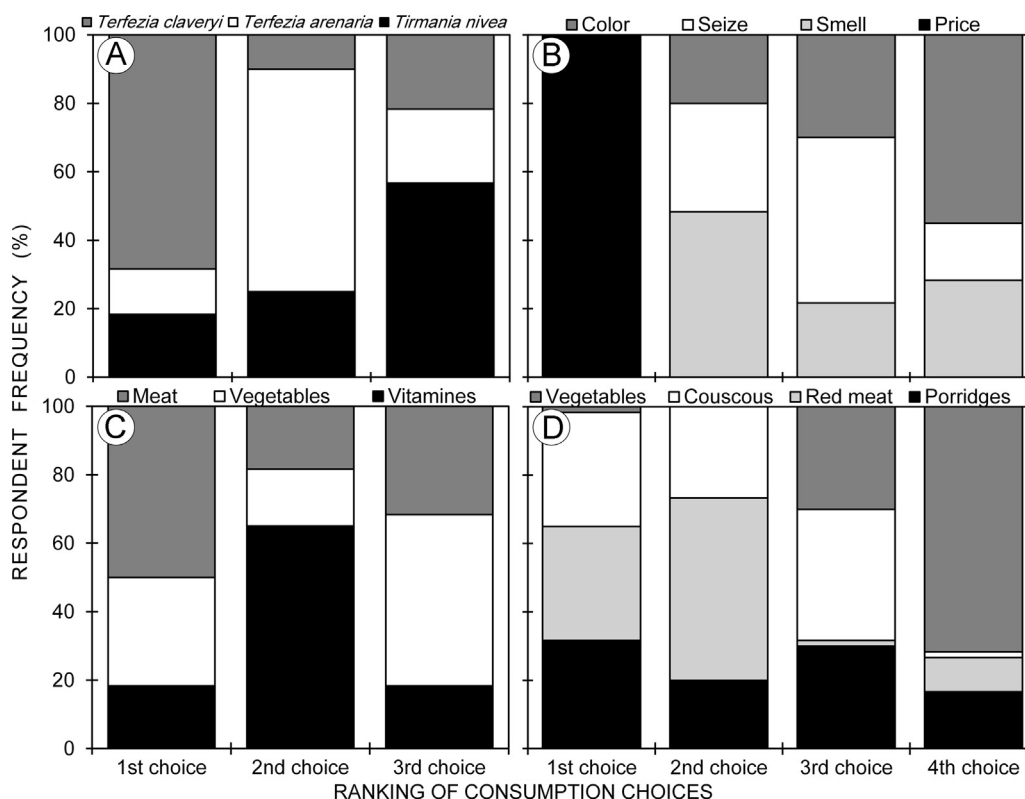 Terfezia claveryi Terfezia arenaria Tirmania nivea
Color Seize Smell Price
A
B
100
80
60
40
20
0
Meat Vegetables Vitamines
Vegetables Couscous Red meat Porridges
C
D
100
80
60
40
20
0
RESPONDENT FREQUENCY (%)
1st choice 2nd choice 3rd choice
1st choice 2nd choice 3rd choice 4th choice
RANKING OF CONSUMPTION CHOICES